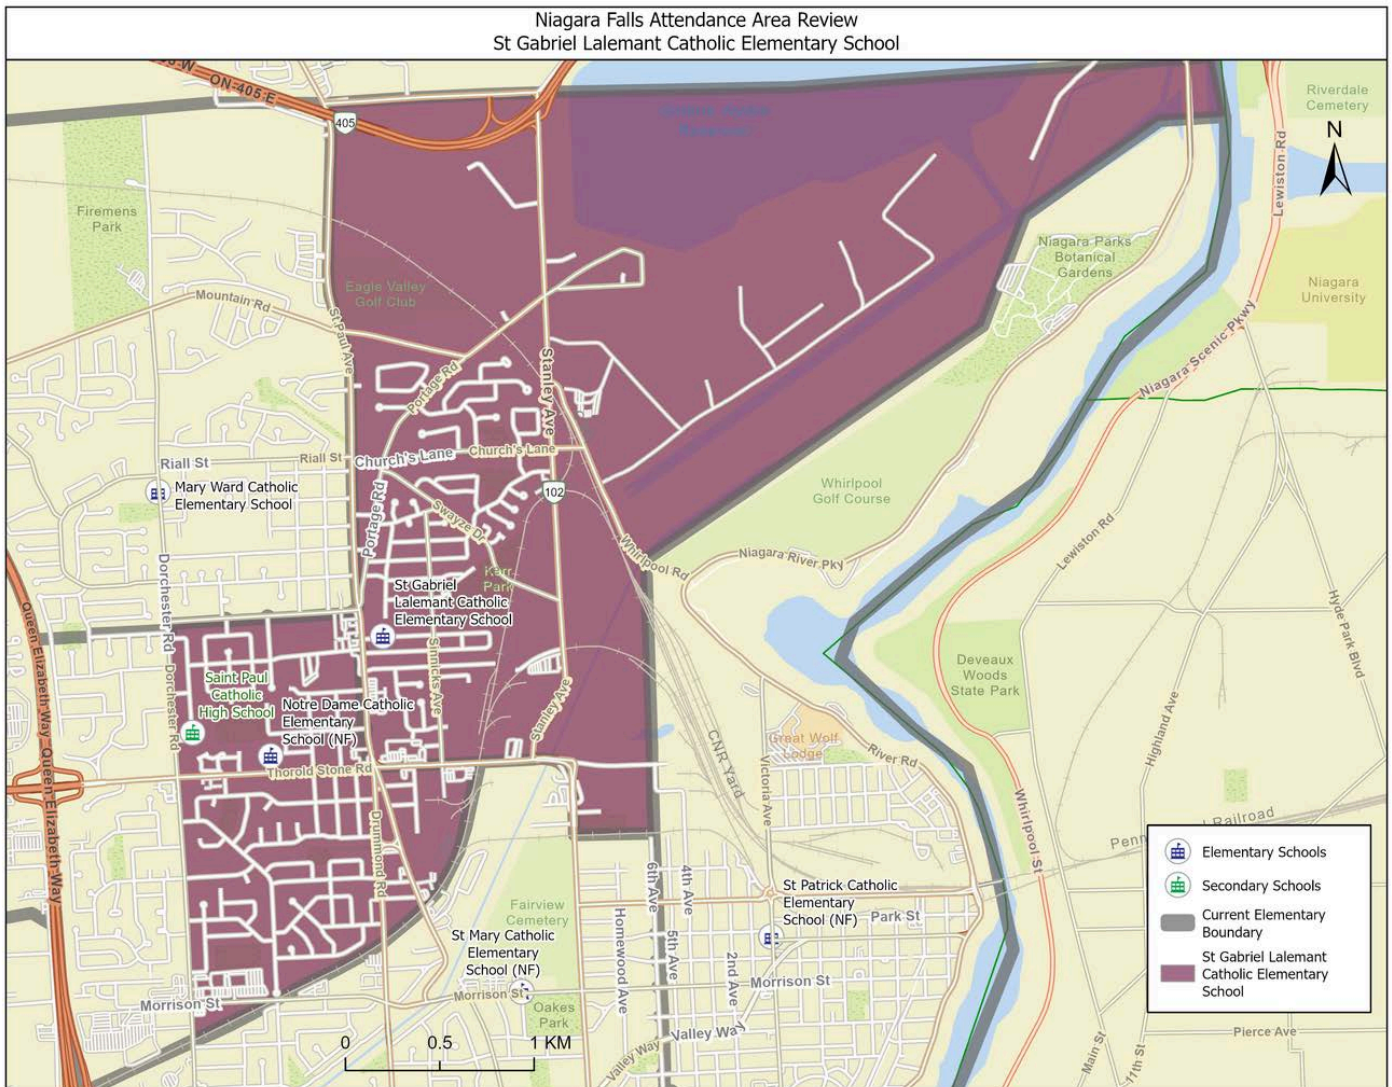 Niagara Falls Attendance Area Review
St Gabriel Lalemant Catholic Elementary School
ON-405 E
405
Riverdale
Cemetery
N
Lewiston Rd
Firemens
Park
Niagara Parks
Botanical
Gardens
Niagara
University
Eagle Valley
Golf Club
Mountain Rd
St Paul Ave
Niagara Scenic Pkwy
Stanley Ave
Portage Rd
Riall St
Riall St
Church's Lane
Church's Lane
Mary Ward Catholic
Elementary School
102
Whirlpool
Golf Course
Portage Rd
Swayze Dr
Lewiston Rd
Whirlpool Rd
Niagara River Pky
Dorchester Rd
Kerr
Park
St Gabriel
Lalemant Catholic
Elementary School
Hyde Park Blvd
Queen Elizabeth Way
Queen Elizabeth Way
Saint Paul
Catholic
High School
Dorchester Rd
Sinnicks Ave
Deveaux
Woods
State Park
Notre Dame Catholic
Elementary
School (NF)
Stanley Ave
Highland Ave
CNR Yard
Great Wolf
Lodge
River Rd
Victoria Ave
Thorold Stone Rd
Drummond Rd
Whirlpool St
Railroad
Elementary Schools
Secondary Schools
Current Elementary
Boundary
St Gabriel Lalemant
Catholic Elementary
School
St Patrick Catholic
Elementary
School (NF)
Park St
6th Ave
4th Ave
5th Ave
2nd Ave
Homewood Ave
Fairview
Cemetery
St Mary Catholic
Elementary
School (NF)
Morrison St
Morrison St
Morrison St
Oakes
Park
Valley Way
Valley Way
0 0.5 1 KM
Main St
11th St
Pierce Ave